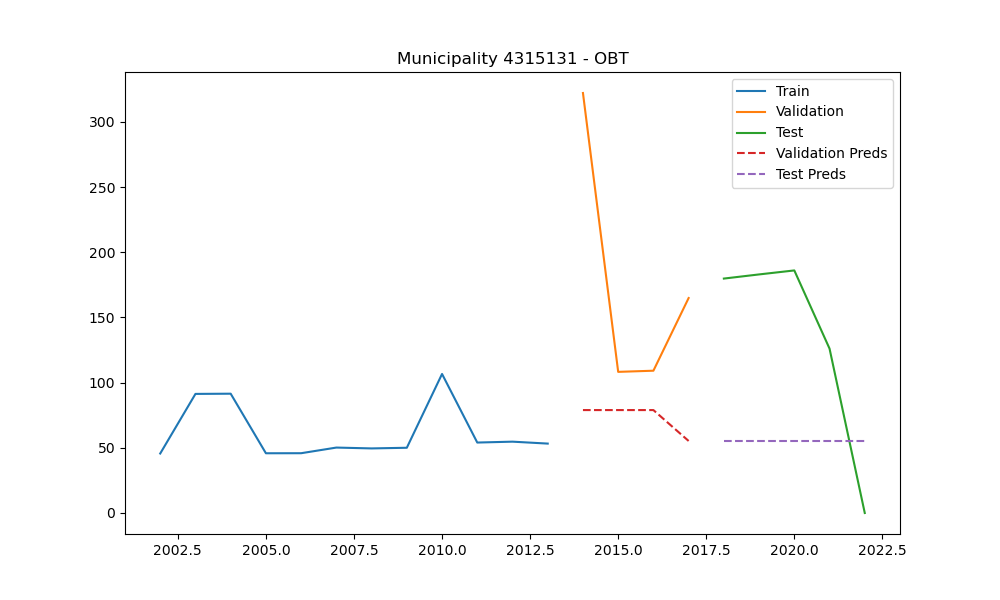 Municipality 4315131 - OBT
Train
Validation
Test
Validation Preds
Test Preds
300
250
200
150
100
50
0
2002.5 2005.0 2007.5 2010.0 2012.5 2015.0 2017.5 2020.0 2022.5